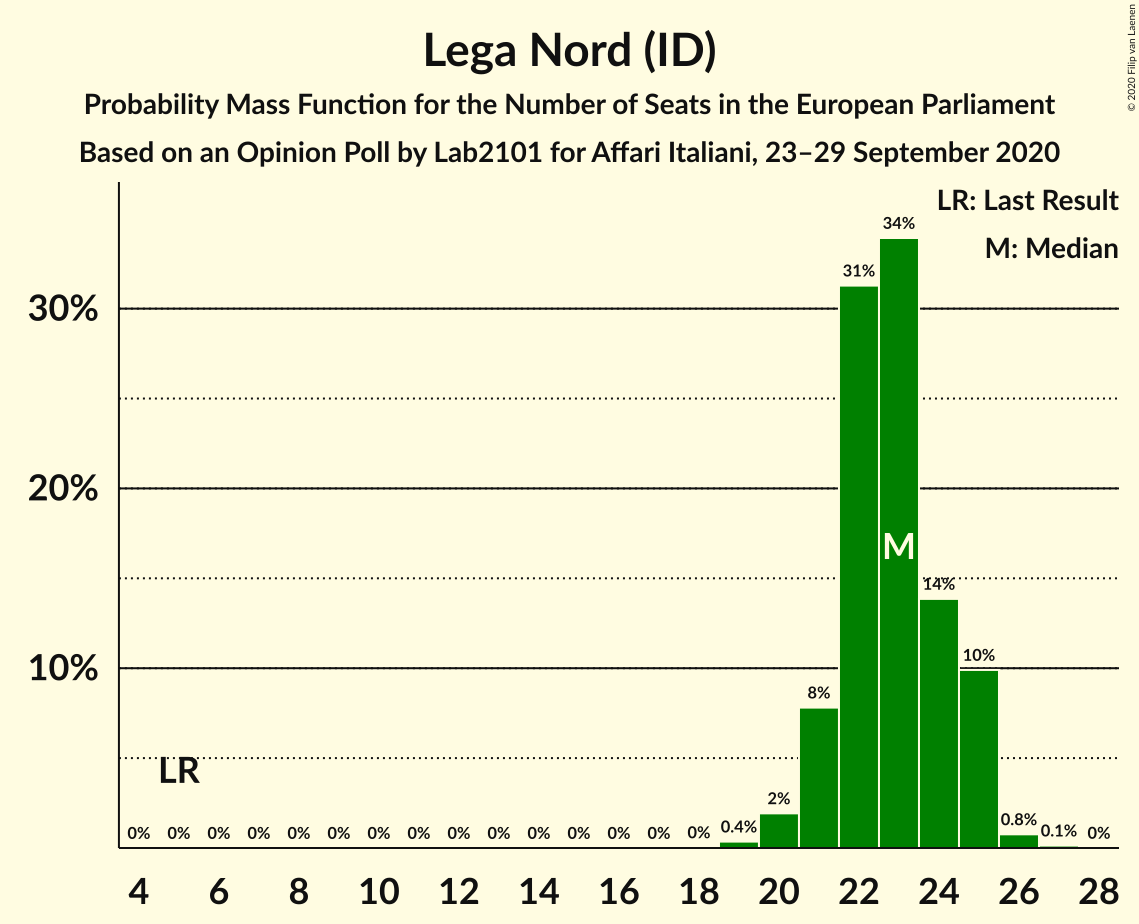 Lega Nord (ID)
Probability Mass Function for the Number of Seats in the European Parliament
Based on an Opinion Poll by Lab2101 for Affari Italiani, 23–29 September 2020
© 2020 Filip van Laenen
LR: Last Result
M: Median
34%
31%
30%
20%
M
14%
10%
10%
8%
LR
2%
0% 0% 0% 0% 0% 0% 0% 0% 0% 0% 0% 0% 0% 0% 0% 0.4% 0.8% 0.1% 0%
4 6 8 10 12 14 16 18 20 22 24 26 28